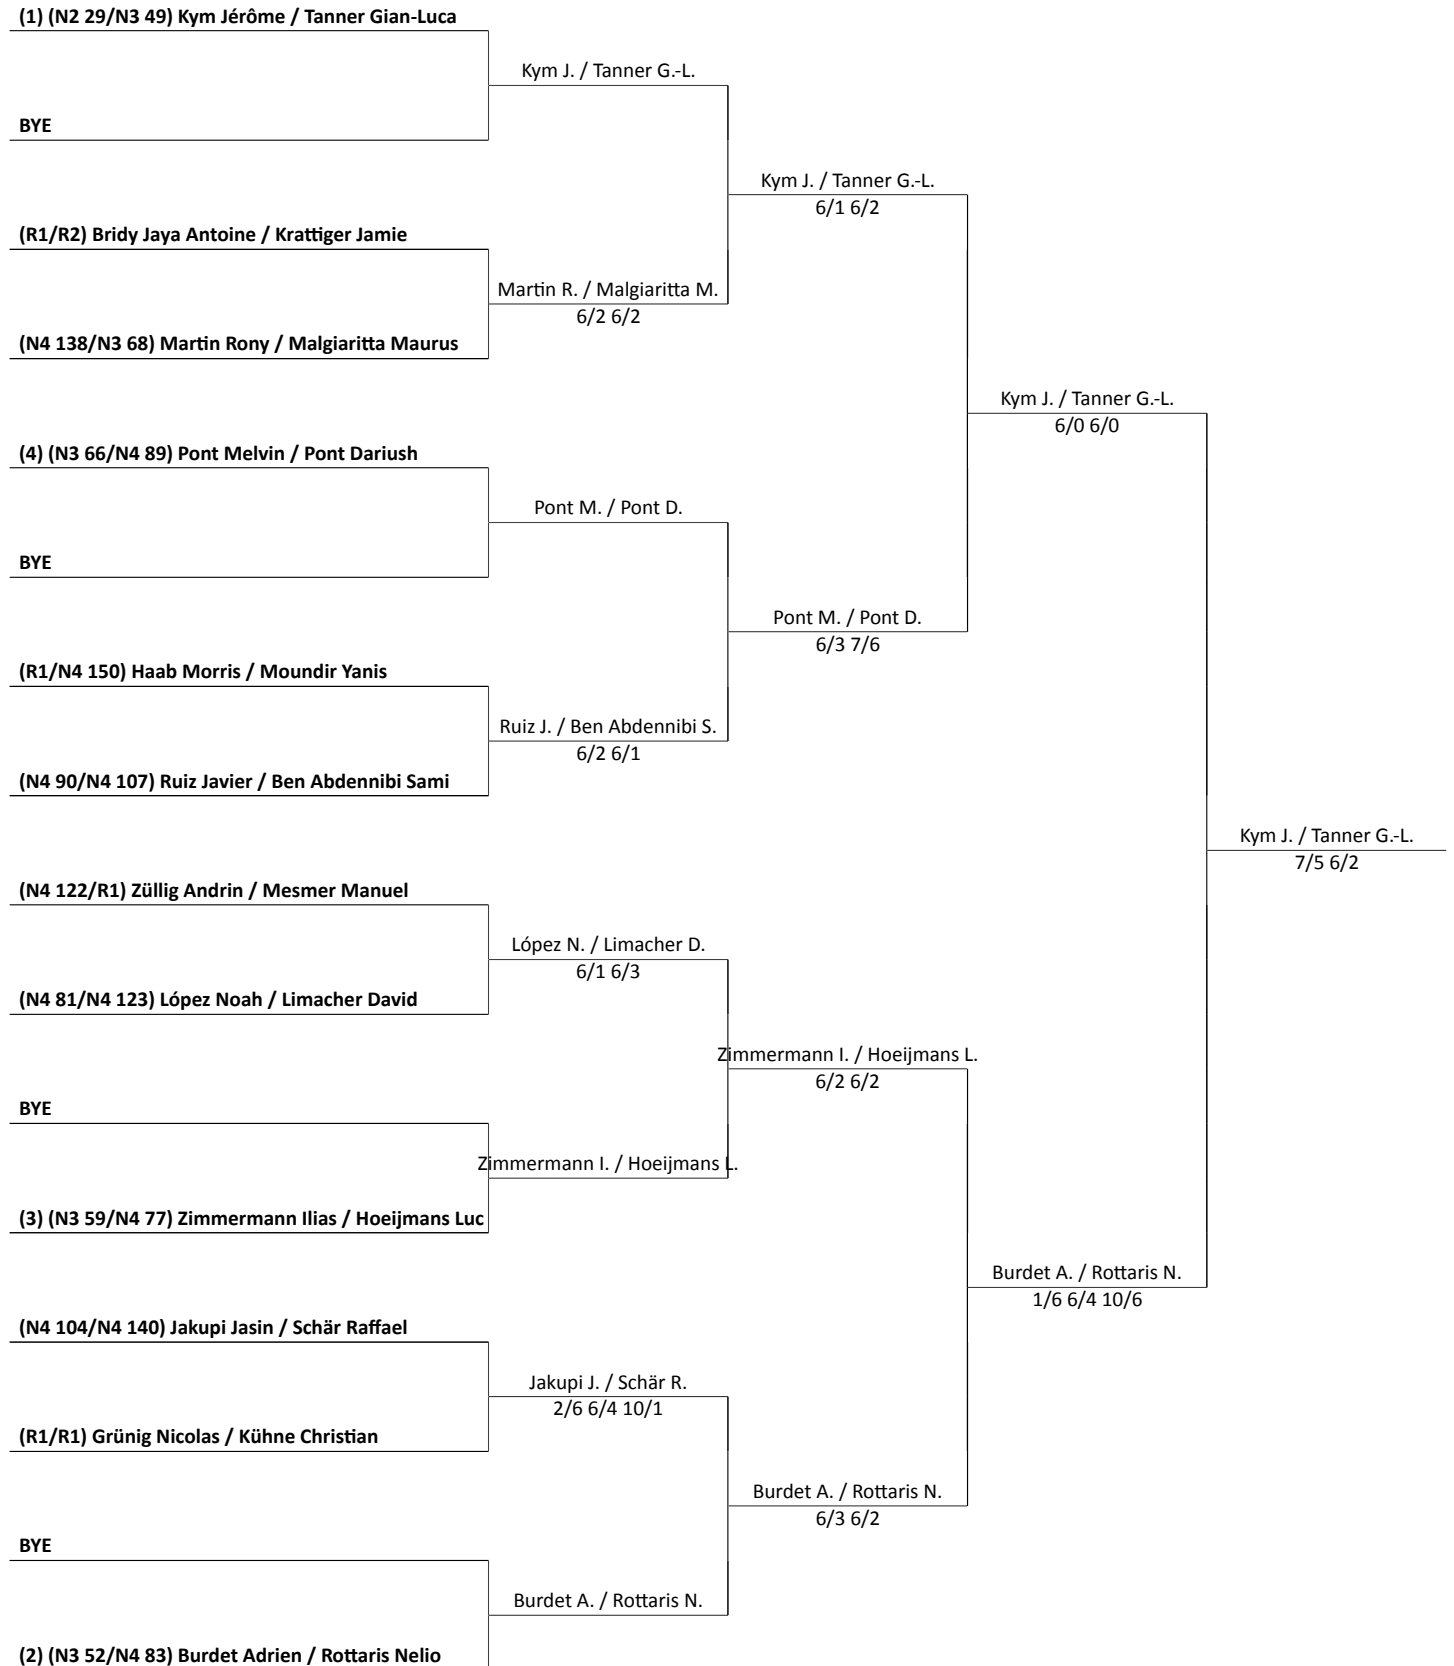 (1) (N2 29/N3 49) Kym Jérôme / Tanner Gian-Luca
Kym J. / Tanner G.-L.
BYE
Kym J. / Tanner G.-L.
6/1 6/2
(R1/R2) Bridy Jaya Antoine / Krattiger Jamie
Martin R. / Malgiaritta M.
6/2 6/2
(N4 138/N3 68) Martin Rony / Malgiaritta Maurus
Kym J. / Tanner G.-L.
6/0 6/0
(4) (N3 66/N4 89) Pont Melvin / Pont Dariush
Pont M. / Pont D.
BYE
Pont M. / Pont D.
6/3 7/6
(R1/N4 150) Haab Morris / Moundir Yanis
Ruiz J. / Ben Abdennibi S.
6/2 6/1
(N4 90/N4 107) Ruiz Javier / Ben Abdennibi Sami
Kym J. / Tanner G.-L.
7/5 6/2
(N4 122/R1) Züllig Andrin / Mesmer Manuel
López N. / Limacher D.
6/1 6/3
(N4 81/N4 123) López Noah / Limacher David
Zimmermann I. / Hoeijmans L.
6/2 6/2
BYE
Zimmermann I. / Hoeijmans L.
(3) (N3 59/N4 77) Zimmermann Ilias / Hoeijmans Luc
Burdet A. / Rottaris N.
1/6 6/4 10/6
(N4 104/N4 140) Jakupi Jasin / Schär Raffael
Jakupi J. / Schär R.
2/6 6/4 10/1
(R1/R1) Grünig Nicolas / Kühne Christian
Burdet A. / Rottaris N.
6/3 6/2
BYE
Burdet A. / Rottaris N.
(2) (N3 52/N4 83) Burdet Adrien / Rottaris Nelio